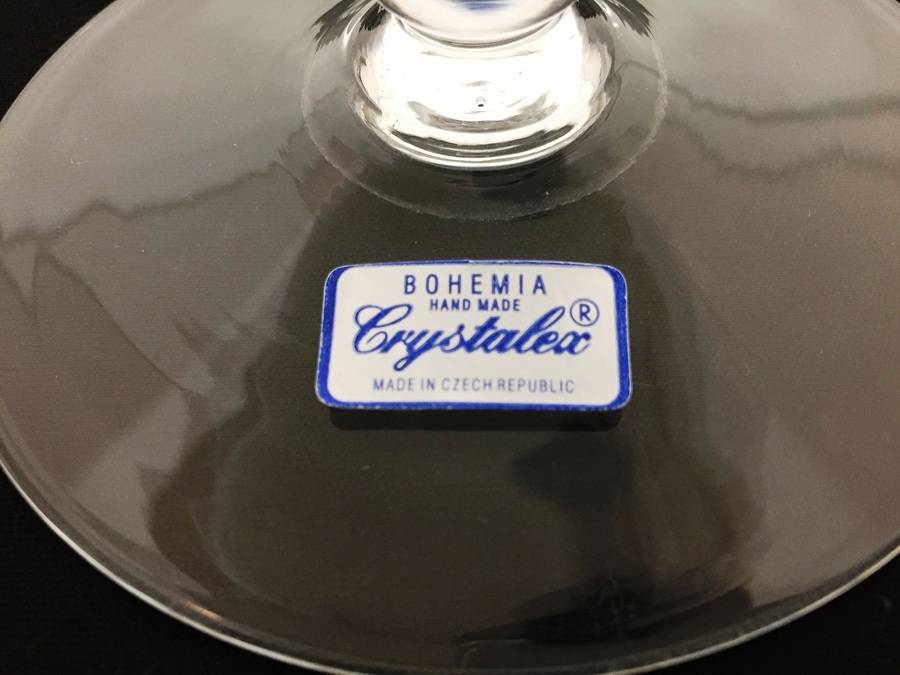 BOHEMIA
HAND MADE
Crystalex®
MADE IN CZECH REPUBLIC